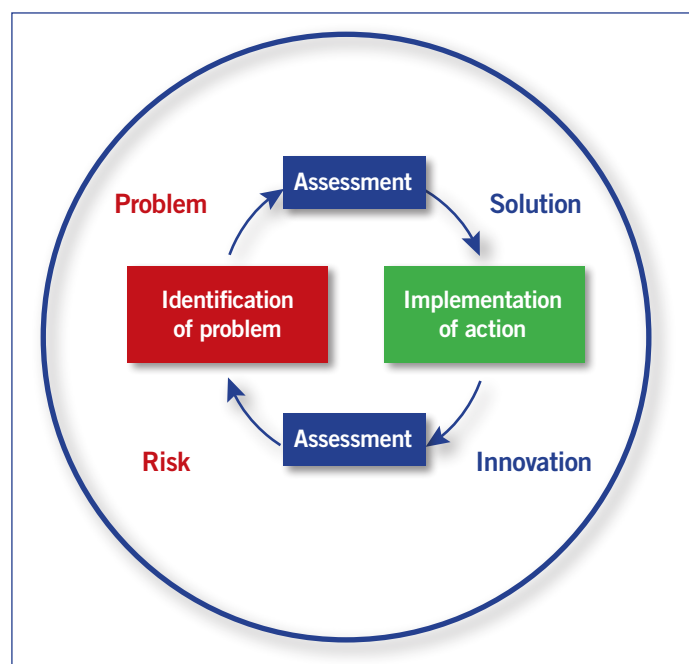 Assessment
Problem
Solution
Identification
of problem
Implementation
of action
Assessment
Risk
Innovation